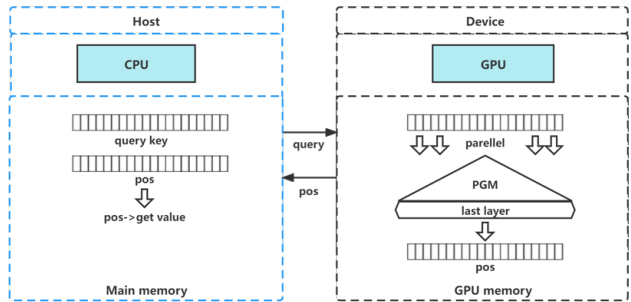 Host
CPU
query key
pos
pos->get value
Main memory
query
pos
Device
GPU
parellel
PGM
last layer
pos
GPU memory